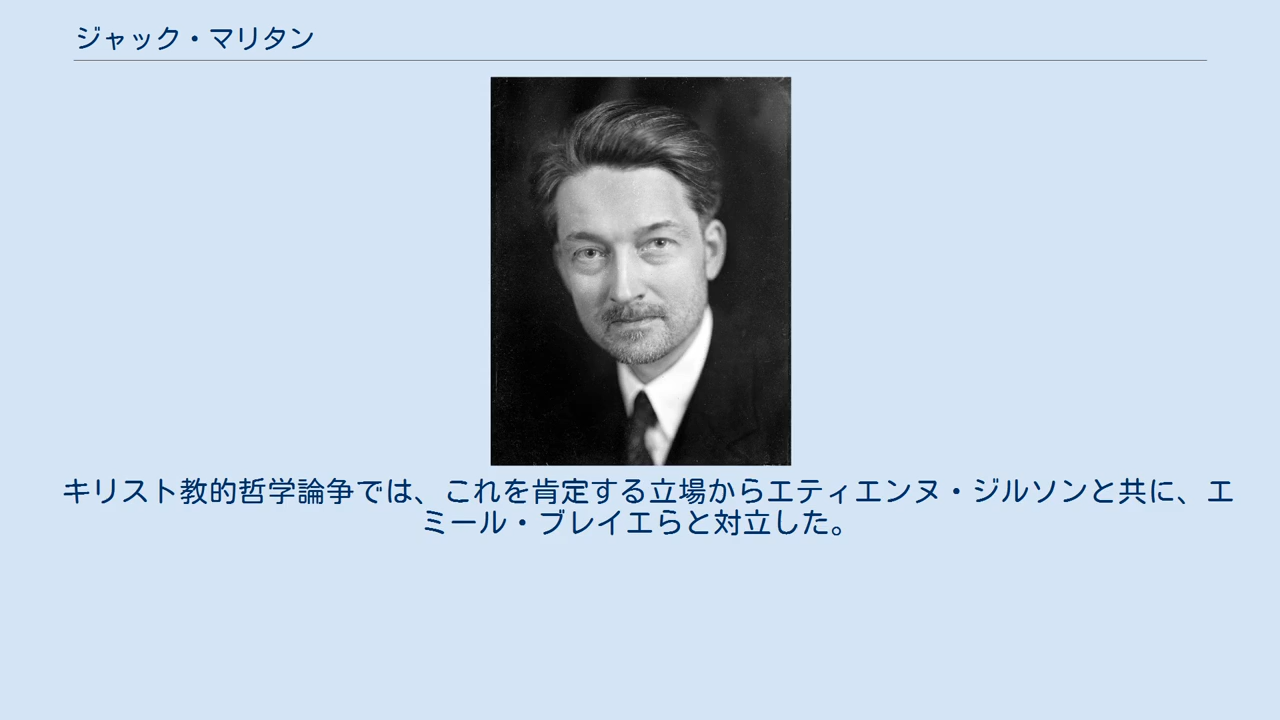 ジャック・マリタン
キリスト教的哲学論争では、これを肯定する立場からエティエンヌ・ジルソンと共に、エ
ミール・ブレイエらと対立した。